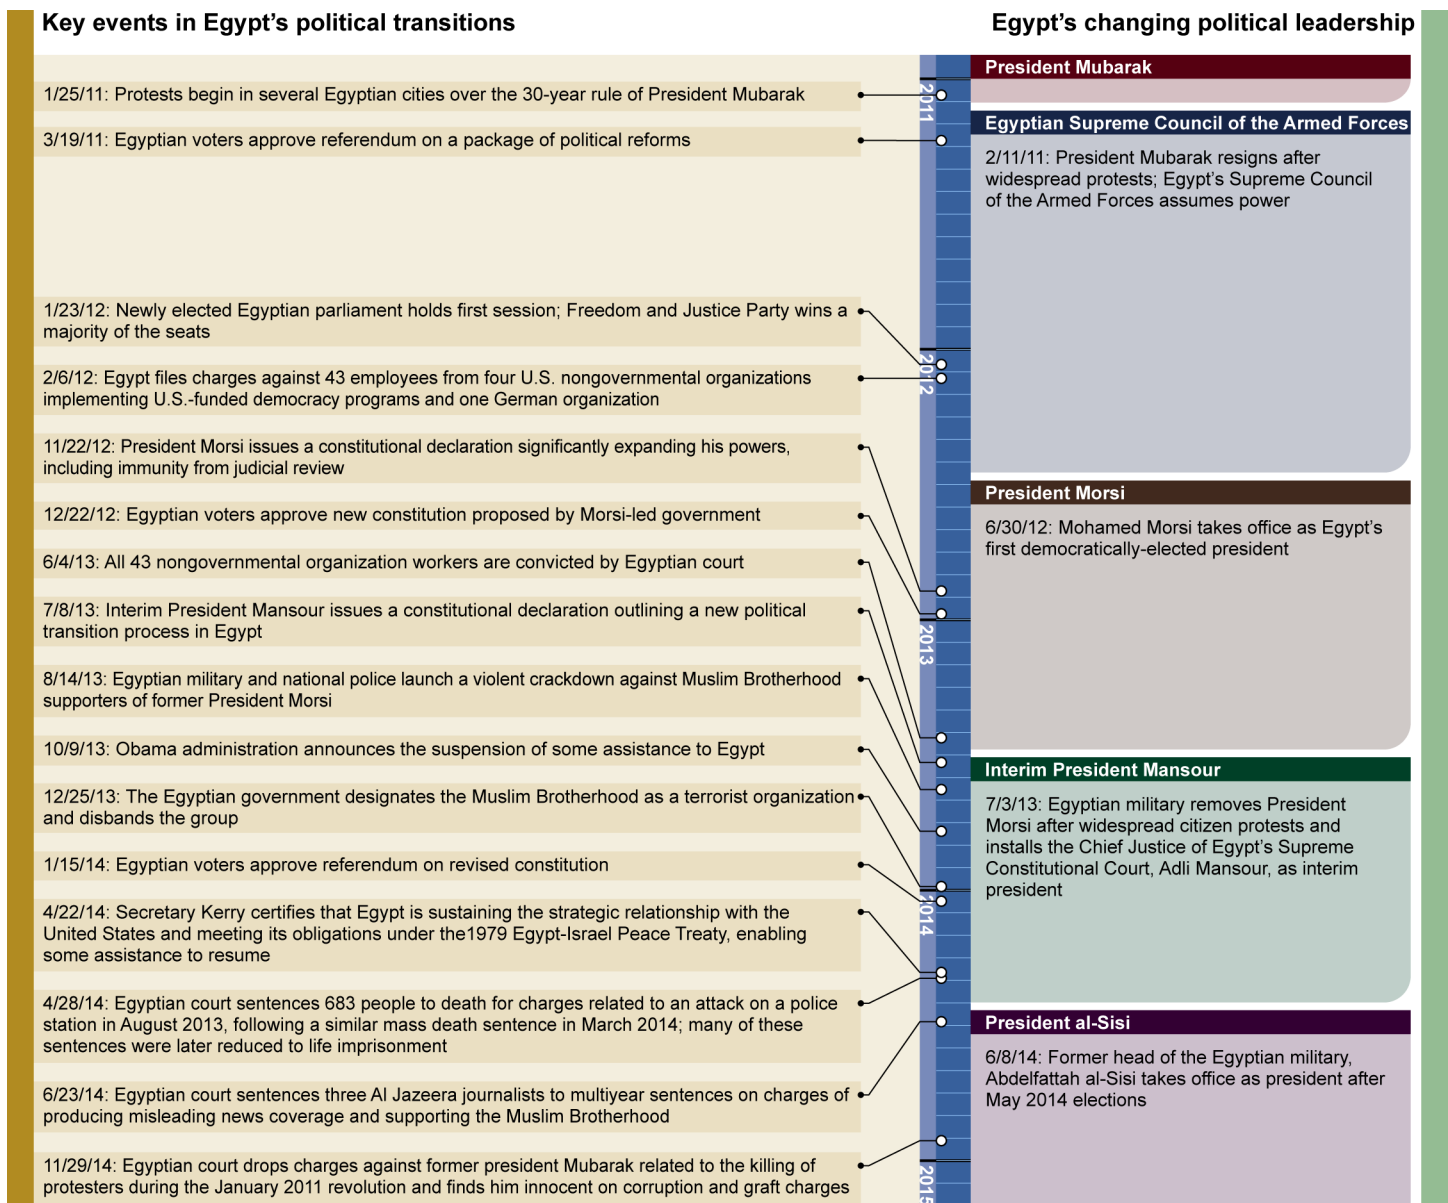 Key events in Egypt's political transitions
Egypt's changing political leadership
1/25/11: Protests begin in several Egyptian cities over the 30-year rule of President Mubarak
3/19/11: Egyptian voters approve referendum on a package of political reforms
1/23/12: Newly elected Egyptian parliament holds first session; Freedom and Justice Party wins a
majority of the seats
2/6/12: Egypt files charges against 43 employees from four U.S. nongovernmental organizations
implementing U.S.-funded democracy programs and one German organization
11/22/12: President Morsi issues a constitutional declaration significantly expanding his powers,
including immunity from judicial review
12/22/12: Egyptian voters approve new constitution proposed by Morsi-led government
6/4/13: All 43 nongovernmental organization workers are convicted by Egyptian court
7/8/13: Interim President Mansour issues a constitutional declaration outlining a new political
transition process in Egypt
8/14/13: Egyptian military and national police launch a violent crackdown against Muslim Brotherhood
supporters of former President Morsi
10/9/13: Obama administration announces the suspension of some assistance to Egypt
12/25/13: The Egyptian government designates the Muslim Brotherhood as a terrorist organization
and disbands the group
1/15/14: Egyptian voters approve referendum on revised constitution
4/22/14: Secretary Kerry certifies that Egypt is sustaining the strategic relationship with the
United States and meeting its obligations under the1979 Egypt-Israel Peace Treaty, enabling
some assistance to resume
4/28/14: Egyptian court sentences 683 people to death for charges related to an attack on a police
station in August 2013, following a similar mass death sentence in March 2014; many of these
sentences were later reduced to life imprisonment
6/23/14: Egyptian court sentences three Al Jazeera journalists to multiyear sentences on charges of
producing misleading news coverage and supporting the Muslim Brotherhood
11/29/14: Egyptian court drops charges against former president Mubarak related to the killing of
protesters during the January 2011 revolution and finds him innocent on corruption and graft charges
2011
2012
2013
2014
2015
President Mubarak
Egyptian Supreme Council of the Armed Forces
2/11/11: President Mubarak resigns after
widespread protests; Egypt's Supreme Council
of the Armed Forces assumes power
President Morsi
6/30/12: Mohamed Morsi takes office as Egypt's
first democratically-elected president
Interim President Mansour
7/3/13: Egyptian military removes President
Morsi after widespread citizen protests and
installs the Chief Justice of Egypt's Supreme
Constitutional Court, Adli Mansour, as interim
president
President al-Sisi
6/8/14: Former head of the Egyptian military,
Abdelfattah al-Sisi takes office as president after
May 2014 elections